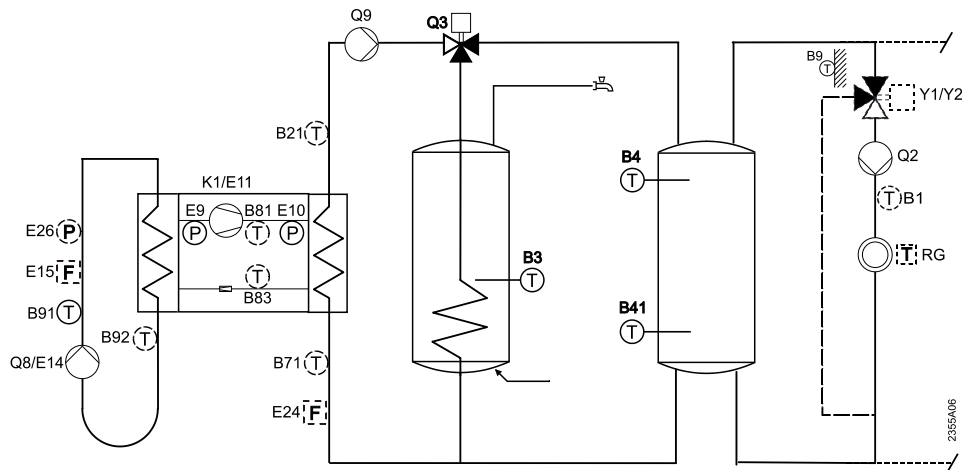 Q9
Q3
B9
T
Y1/Y2
B21 T
Q2
B4
T
K1/E11
E9 B81 E10
P T P
T B1
E26 P
T RG
E15 F
T
B83
B3
T
B91 T
B41
T
B92 T
Q8/E14
B71 T
E24 F
2355A06